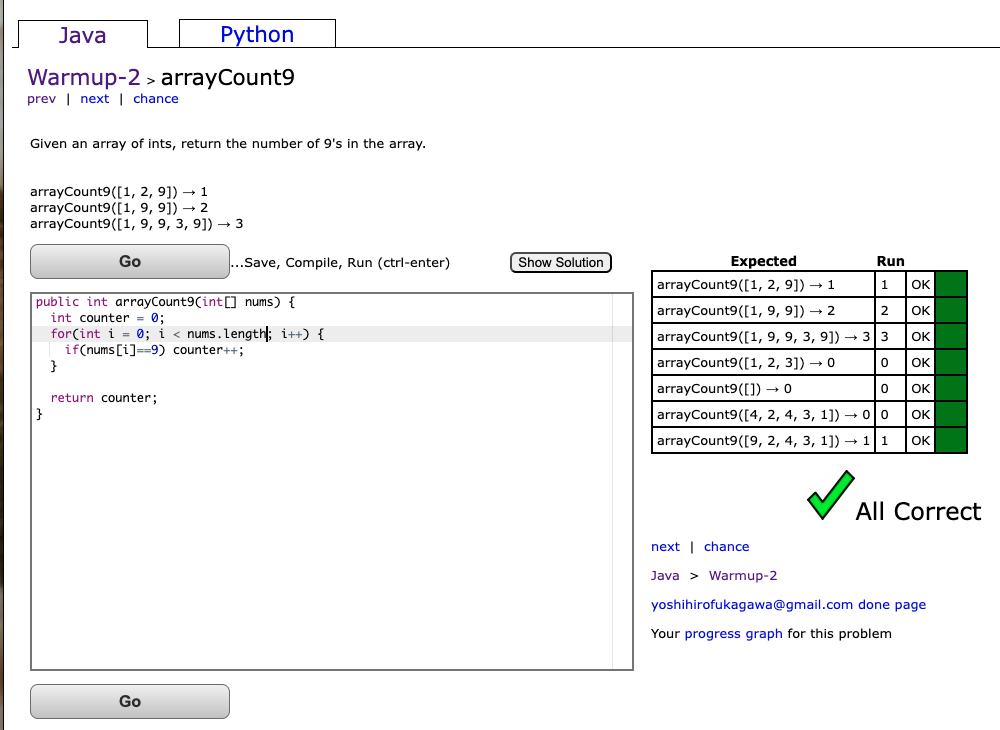 Java Python
Warmup-2 > arrayCount9
prev | next | chance
Given an array of ints, return the number of 9's in the array.
arrayCount9([1, 2, 9]) → 1
arrayCount9([1, 9, 9]) → 2
arrayCount9([1, 9, 9, 3, 9]) → 3
Go ...Save, Compile, Run (ctrl-enter) Show Solution
public int arrayCount9(int[] nums) {
  int counter = 0;
  for(int i = 0; i < nums.length; i++) {
    if(nums[i]==9) counter++;
  }
  return counter;
}
Go
Expected Run
arrayCount9([1, 2, 9]) → 1 1 OK
arrayCount9([1, 9, 9]) → 2 2 OK
arrayCount9([1, 9, 9, 3, 9]) → 3 3 OK
arrayCount9([1, 2, 3]) → 0 0 OK
arrayCount9([]) → 0 0 OK
arrayCount9([4, 2, 4, 3, 1]) → 0 0 OK
arrayCount9([9, 2, 4, 3, 1]) → 1 1 OK
All Correct
next | chance
Java > Warmup-2
yoshihirofukagawa@gmail.com done page
Your progress graph for this problem